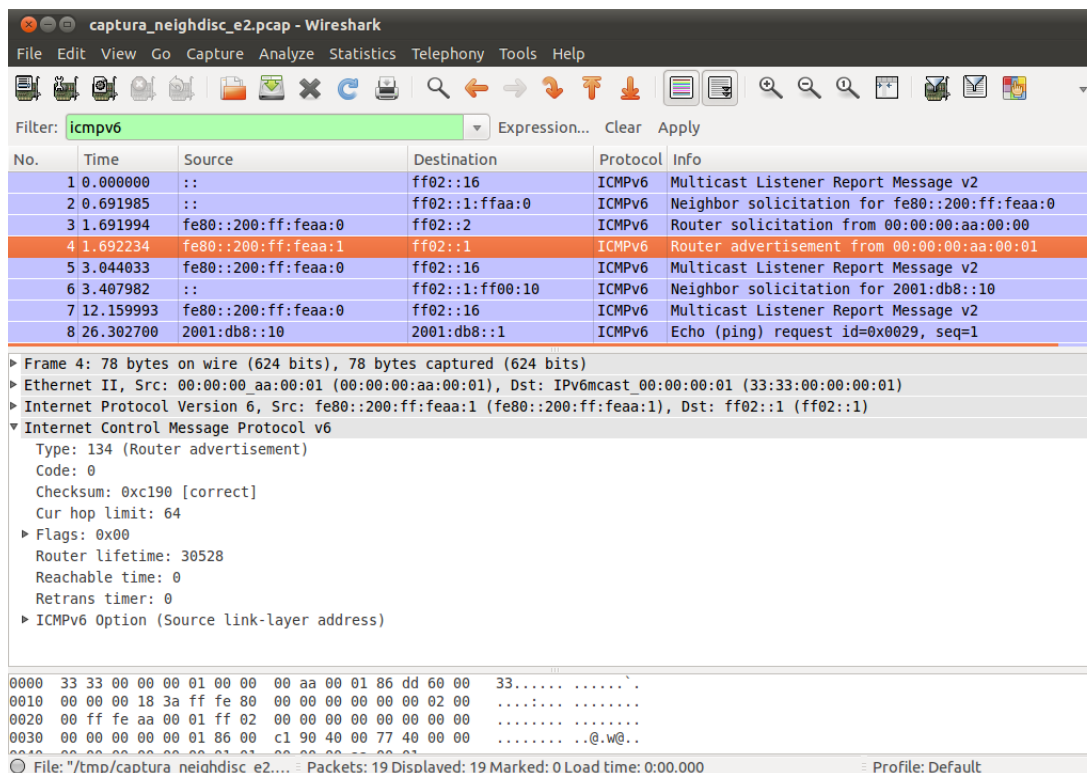 captura_neighdisc_e2.pcap - Wireshark
File Edit View Go Capture Analyze Statistics Telephony Tools Help
Filter: icmpv6 Expression... Clear Apply
No. Time Source Destination Protocol Info
1 0.000000 :: ff02::16 ICMPv6 Multicast Listener Report Message v2
2 0.691985 :: ff02::1:ffaa:0 ICMPv6 Neighbor solicitation for fe80::200:ff:feaa:0
3 1.691994 fe80::200:ff:feaa:0 ff02::2 ICMPv6 Router solicitation from 00:00:00:aa:00:00
4 1.692234 fe80::200:ff:feaa:1 ff02::1 ICMPv6 Router advertisement from 00:00:00:aa:00:01
5 3.044033 fe80::200:ff:feaa:0 ff02::16 ICMPv6 Multicast Listener Report Message v2
6 3.407982 :: ff02::1:ff00:10 ICMPv6 Neighbor solicitation for 2001:db8::10
7 12.159993 fe80::200:ff:feaa:0 ff02::16 ICMPv6 Multicast Listener Report Message v2
8 26.302700 2001:db8::10 2001:db8::1 ICMPv6 Echo (ping) request id=0x0029, seq=1
Frame 4: 78 bytes on wire (624 bits), 78 bytes captured (624 bits)
Ethernet II, Src: 00:00:00_aa:00:01 (00:00:00:aa:00:01), Dst: IPv6mcast_00:00:00:01 (33:33:00:00:00:01)
Internet Protocol Version 6, Src: fe80::200:ff:feaa:1 (fe80::200:ff:feaa:1), Dst: ff02::1 (ff02::1)
Internet Control Message Protocol v6
Type: 134 (Router advertisement)
Code: 0
Checksum: 0xc190 [correct]
Cur hop limit: 64
Flags: 0x00
Router lifetime: 30528
Reachable time: 0
Retrans timer: 0
ICMPv6 Option (Source link-layer address)
0000 33 33 00 00 00 01 00 00 00 aa 00 01 86 dd 60 00 33...... ......`.
0010 00 00 00 18 3a ff fe 80 00 00 00 00 00 00 02 00 ....:... ........
0020 00 ff fe aa 00 01 ff 02 00 00 00 00 00 00 00 00 ........ ........
0030 00 00 00 00 00 01 86 00 c1 90 40 00 77 40 00 00 ........ ..@.w@..
File: "/tmp/captura_neighdisc_e2.... Packets: 19 Displayed: 19 Marked: 0 Load time: 0:00.000 Profile: Default